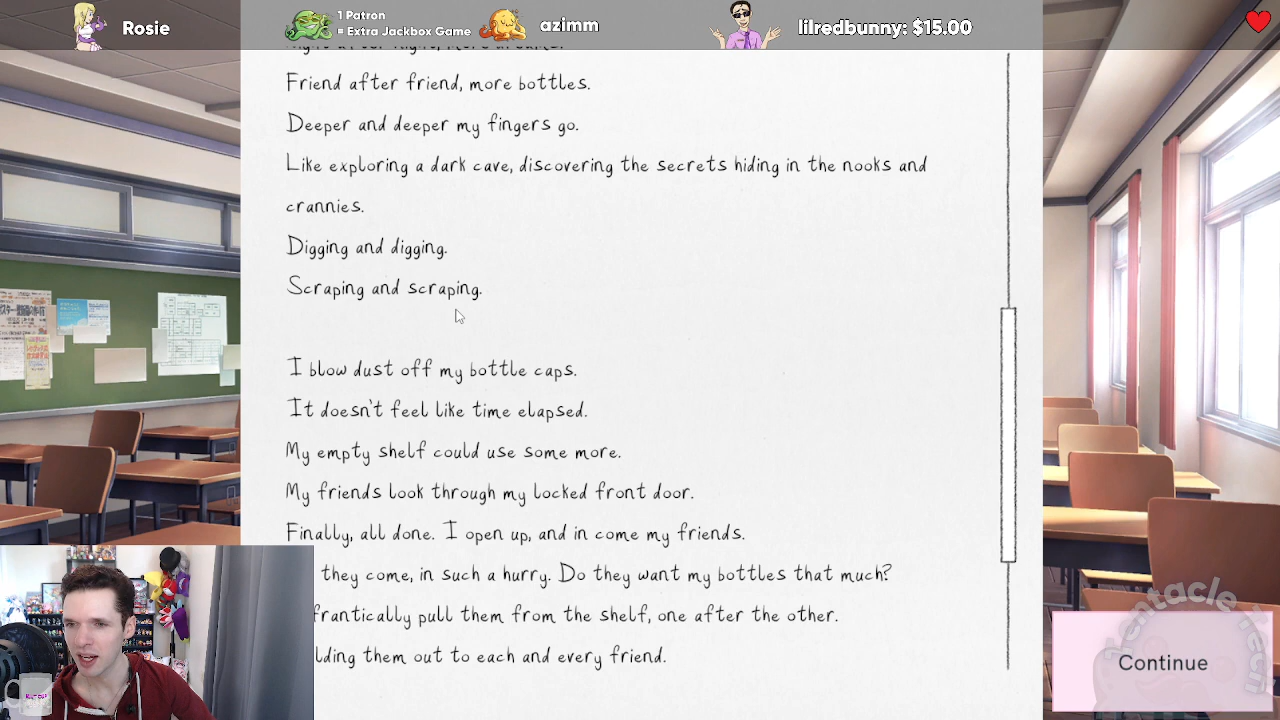 Rosie
1 Patron
= Extra Jackbox Game
azimm
lilredbunny: $15.00
Friend after friend, more bottles.
Deeper and deeper my fingers go.
Like exploring a dark cave, discovering the secrets hiding in the nooks and
crannies.
Digging and digging.
Scraping and scraping.
I blow dust off my bottle caps.
It doesn't feel like time elapsed.
My empty shelf could use some more.
My friends look through my locked front door.
Finally, all done. I open up, and in come my friends.
they come, in such a hurry. Do they want my bottles that much?
frantically pull them from the shelf, one after the other.
lding them out to each and every friend.
Tentacle Tech
Continue